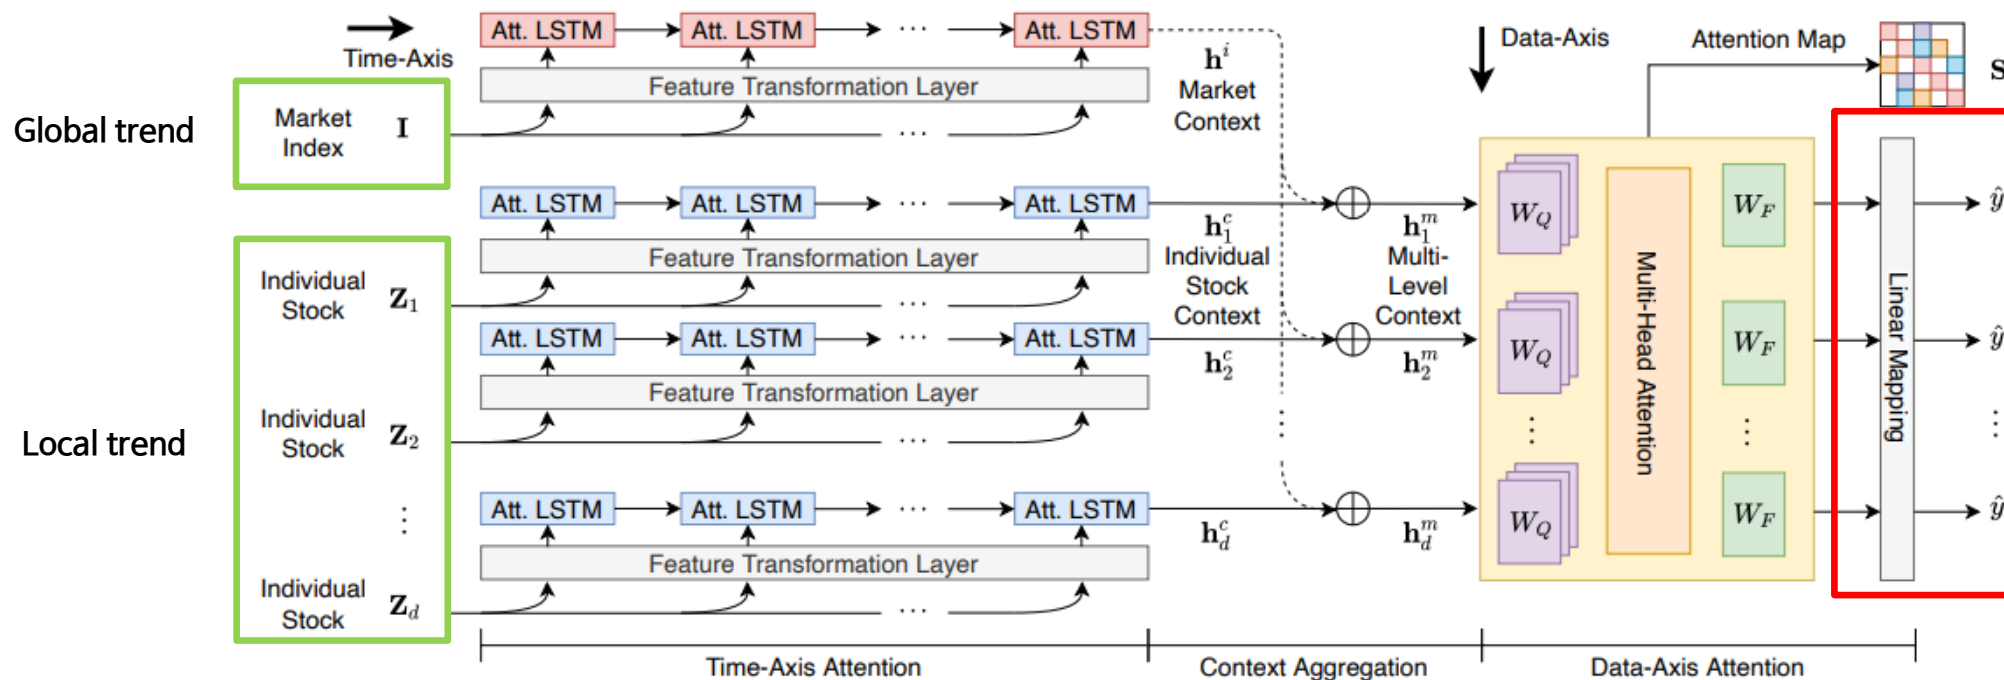 Time-Axis
Att. LSTM Att. LSTM ... Att. LSTM
Feature Transformation Layer
...
Global trend
Market
Index
I
h^i
Market
Context
Data-Axis
Attention Map
S
Att. LSTM Att. LSTM ... Att. LSTM
Feature Transformation Layer
...
Individual
Stock
Z_1
h_1^c
Individual
Stock
Context
h_1^m
Multi-
Level
Context
Att. LSTM Att. LSTM ... Att. LSTM
Feature Transformation Layer
...
Local trend
Individual
Stock
Z_2
h_2^c
h_2^m
⋮
⋮
Att. LSTM Att. LSTM ... Att. LSTM
Feature Transformation Layer
...
Individual
Stock
Z_d
h_d^c
h_d^m
W_Q
W_Q
⋮
W_Q
Multi-Head Attention
W_F
W_F
⋮
W_F
Linear Mapping
ŷ
ŷ
⋮
ŷ
Time-Axis Attention
Context Aggregation
Data-Axis Attention